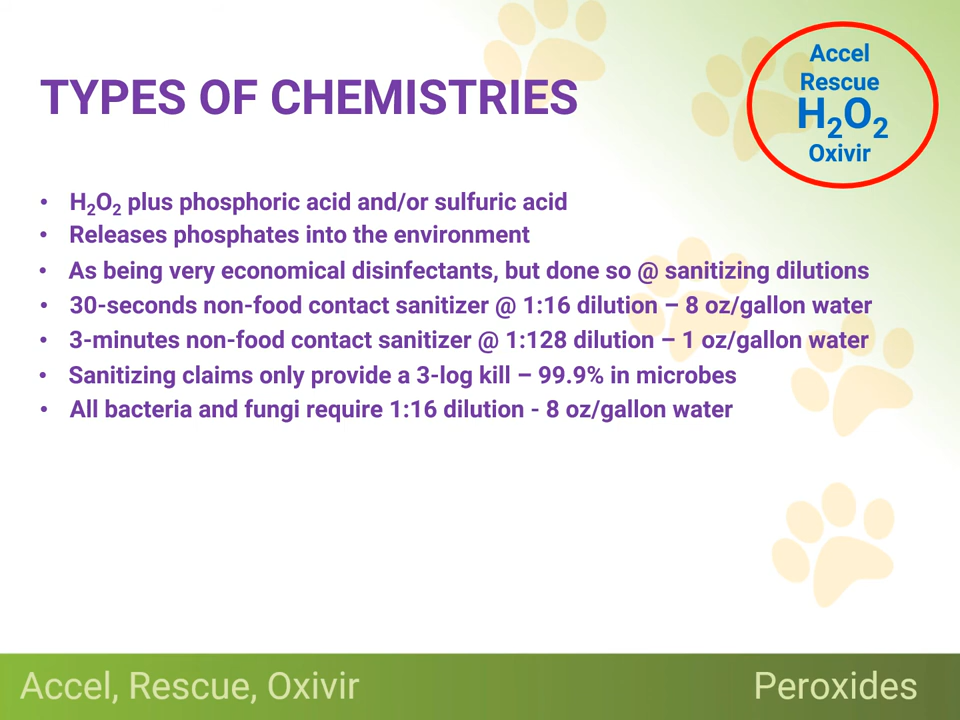 TYPES OF CHEMISTRIES
Accel
Rescue
H₂O₂
Oxivir
• H₂O₂ plus phosphoric acid and/or sulfuric acid
• Releases phosphates into the environment
• As being very economical disinfectants, but done so @ sanitizing dilutions
• 30-seconds non-food contact sanitizer @ 1:16 dilution – 8 oz/gallon water
• 3-minutes non-food contact sanitizer @ 1:128 dilution – 1 oz/gallon water
• Sanitizing claims only provide a 3-log kill – 99.9% in microbes
• All bacteria and fungi require 1:16 dilution - 8 oz/gallon water
Accel, Rescue, Oxivir
Peroxides